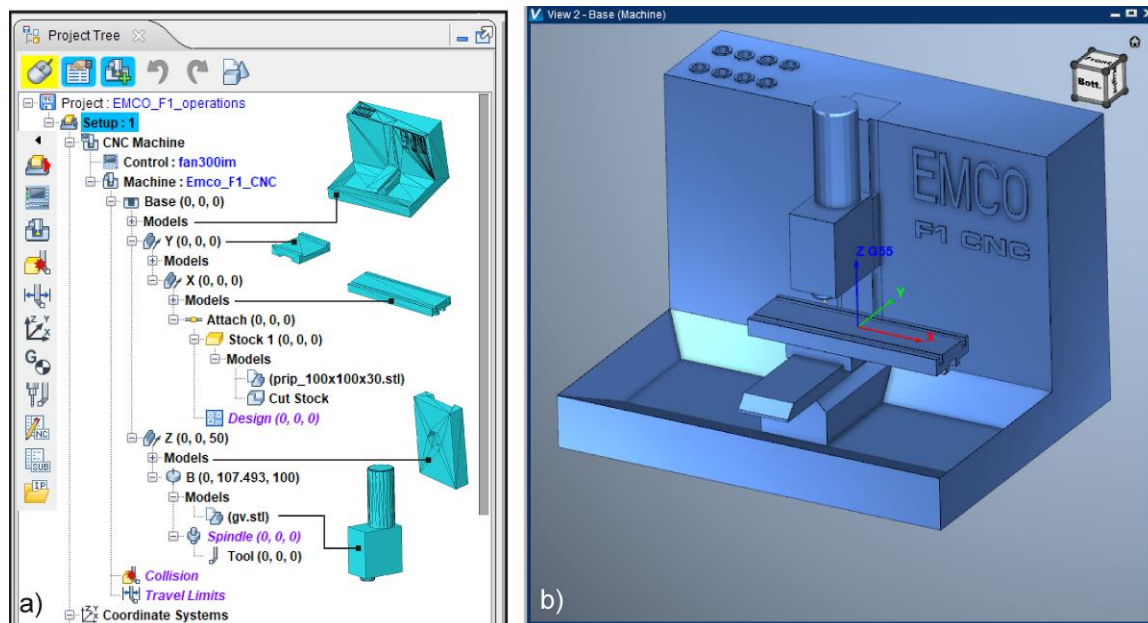 Project Tree
Project : EMCO_F1_operations
Setup : 1
CNC Machine
Control : fan300im
Machine : Emco_F1_CNC
Base (0, 0, 0)
Models
Y (0, 0, 0)
Models
X (0, 0, 0)
Models
Attach (0, 0, 0)
Stock 1 (0, 0, 0)
Models
(prip_100x100x30.stl)
Cut Stock
Design (0, 0, 0)
Z (0, 0, 50)
Models
B (0, 107.493, 100)
Models
(gv.stl)
Spindle (0, 0, 0)
Tool (0, 0, 0)
Collision
Travel Limits
Coordinate Systems
a)
View 2 - Base (Machine)
Front
Bott.
EMCO
F1 CNC
Z G55
Y
X
b)